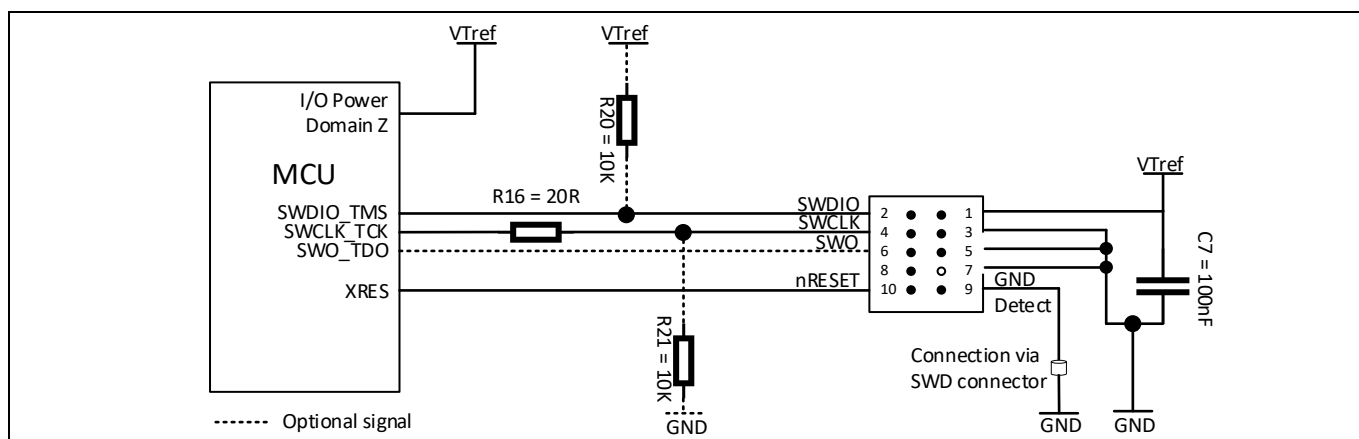 VTref
VTref
I/O Power
Domain Z
R20 = 10K
MCU
VTref
R16 = 20R
SWDIO_TMS
SWDIO
2
1
SWCLK_TCK
SWCLK
4
3
SWO_TDO
SWO
6
5
8
7
XRES
nRESET
10
9
GND
Detect
C7 = 100nF
R21 = 10K
Connection via
SWD connector
Optional signal
GND
GND
GND